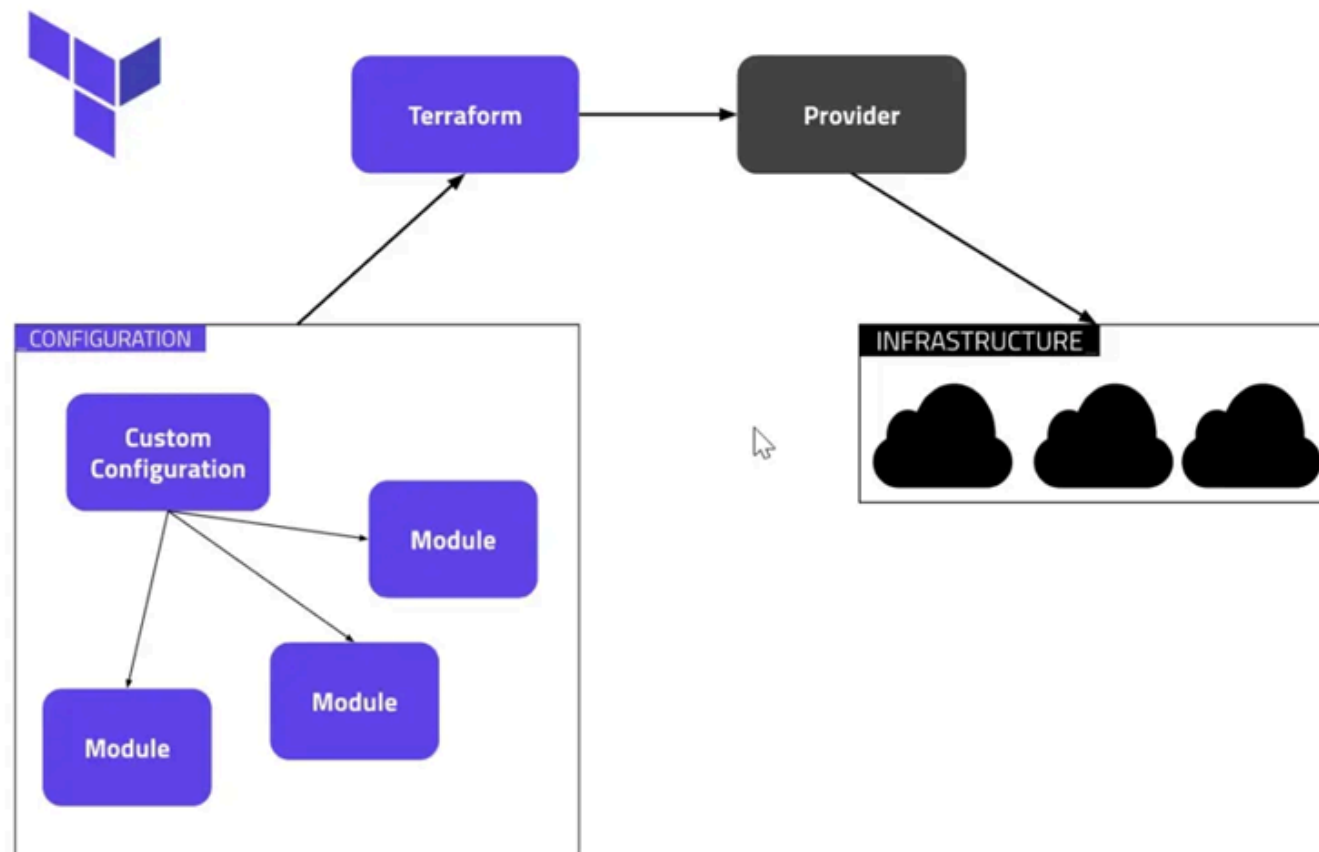 Terraform
Provider
CONFIGURATION
Custom
Configuration
Module
Module
Module
INFRASTRUCTURE